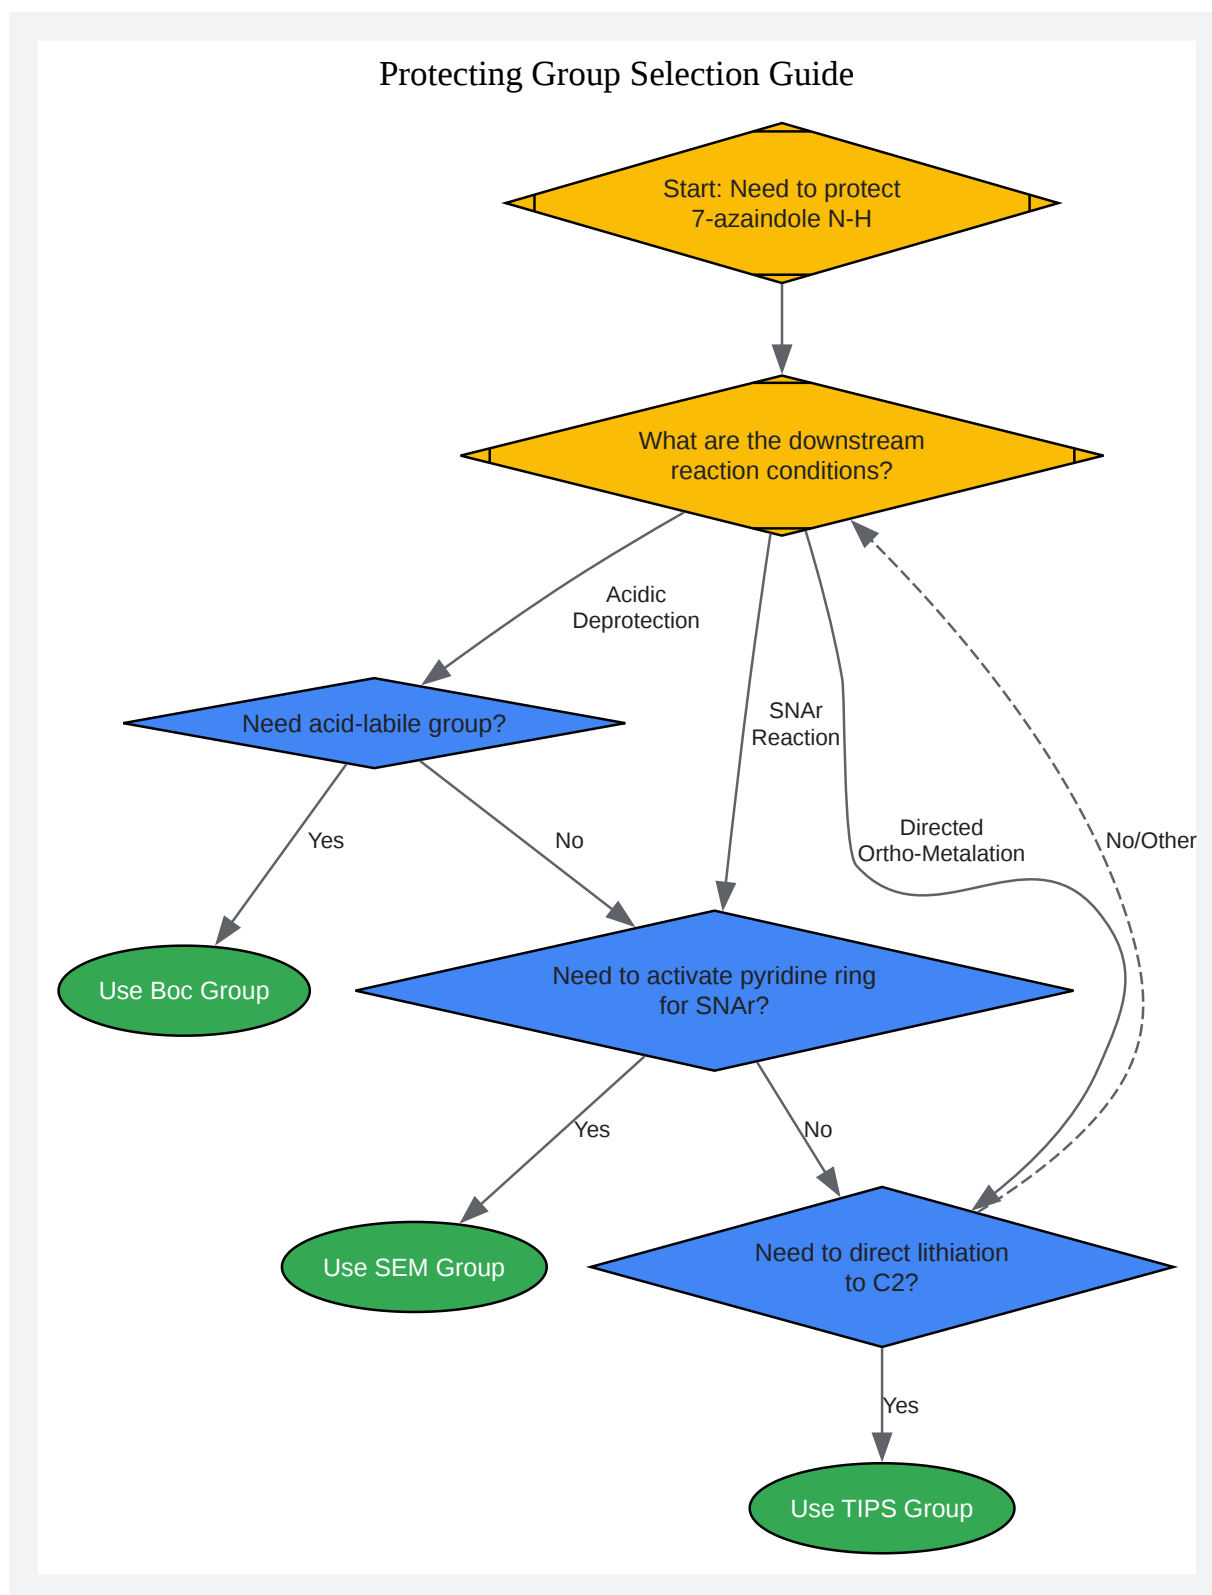 Protecting Group Selection Guide
Start: Need to protect
7-azaindole N-H
What are the downstream
reaction conditions?
Acidic
Deprotection
SNAr
Reaction
Directed
Ortho-Metalation
No/Other
Need acid-labile group?
Yes
No
Use Boc Group
Need to activate pyridine ring
for SNAr?
Yes
No
Use SEM Group
Need to direct lithiation
to C2?
Yes
Use TIPS Group